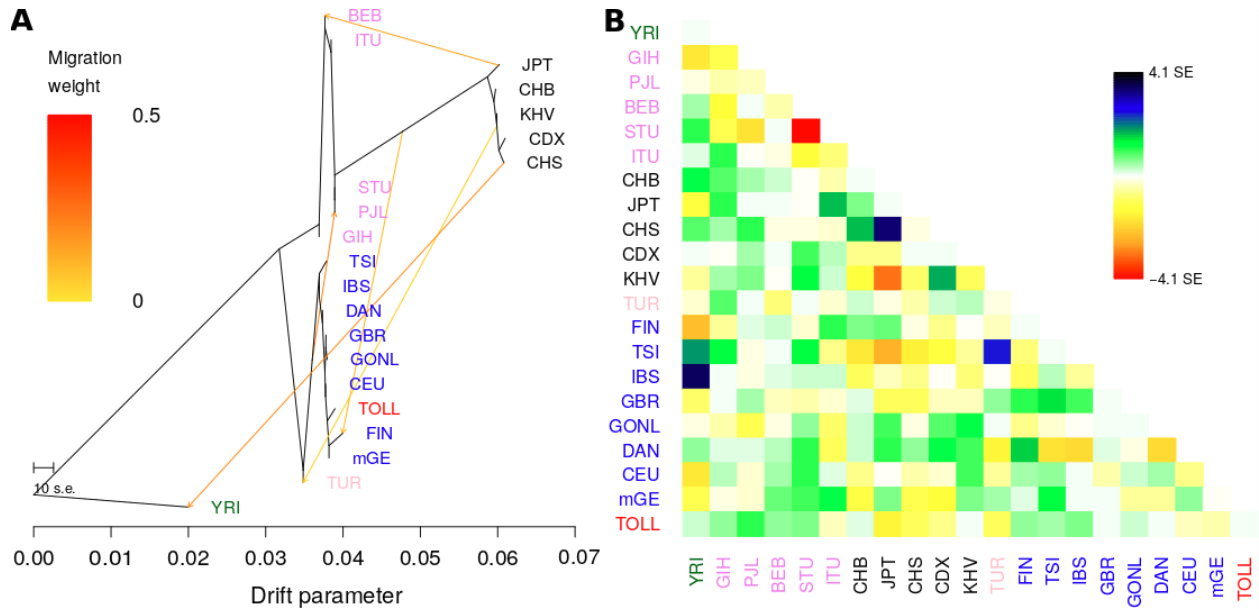 A
Migration
weight
0.5
0
BEB
ITU
JPT
CHB
KHV
CDX
CHS
STU
PJL
GIH
TSI
IBS
DAN
GBR
GONL
CEU
TOLL
FIN
mGE
TUR
YRI
10 s.e.
0.00 0.01 0.02 0.03 0.04 0.05 0.06 0.07
Drift parameter
B
YRI
GIH
PJL
BEB
STU
ITU
CHB
JPT
CHS
CDX
KHV
TUR
FIN
TSI
IBS
GBR
GONL
DAN
CEU
mGE
TOLL
4.1 SE
−4.1 SE
YRI GIH PJL BEB STU ITU CHB JPT CHS CDX KHV TUR FIN TSI IBS GBR GONL DAN CEU mGE TOLL